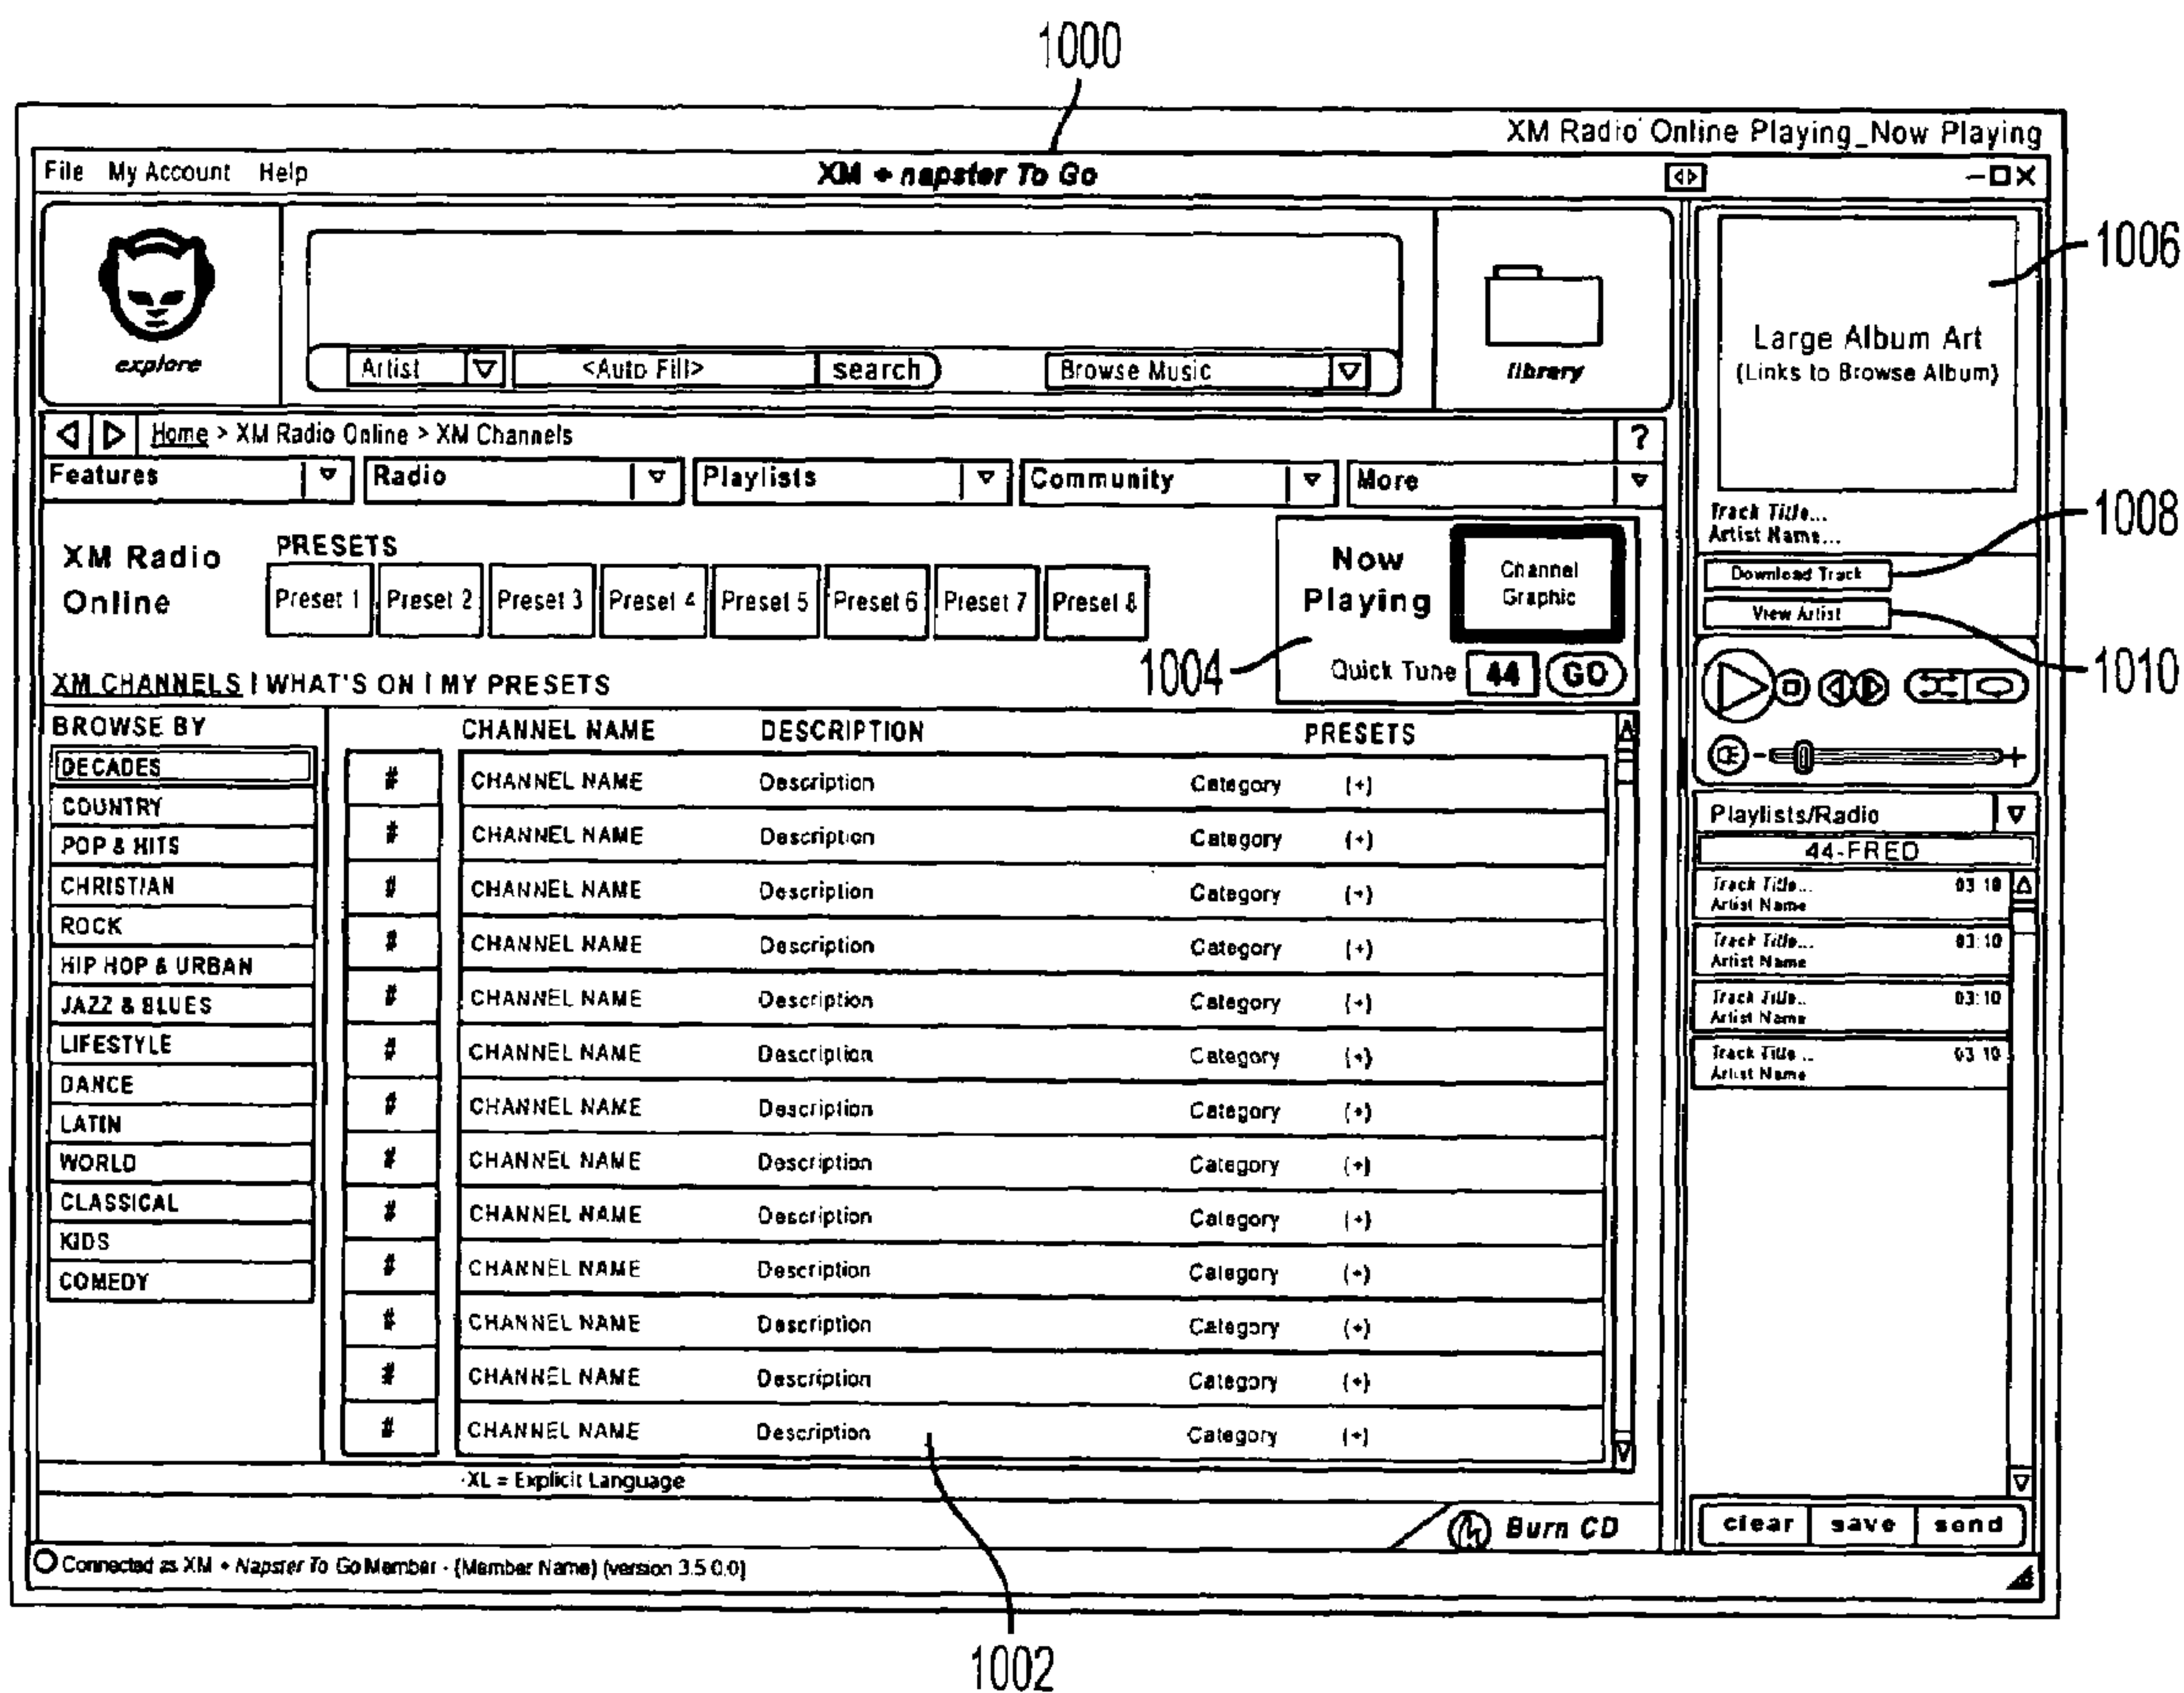 1000
XM Radio Online Playing_Now Playing
File My Account Help XM + napster To Go
explore
Artist <Auto Fill> search Browse Music
library
Large Album Art
(Links to Browse Album)
1006
Home > XM Radio Online > XM Channels ?
Features Radio Playlists Community More
Track Title...
Artist Name...
1008
Download Track
View Artist
1010
XM Radio
Online
PRESETS
Preset 1 Preset 2 Preset 3 Preset 4 Preset 5 Preset 6 Preset 7 Preset 8
Now
Playing
Channel
Graphic
1004
Quick Tune 44 GO
XM CHANNELS | WHAT'S ON | MY PRESETS
- +
BROWSE BY
DECADES
COUNTRY
POP & HITS
CHRISTIAN
ROCK
HIP HOP & URBAN
JAZZ & BLUES
LIFESTYLE
DANCE
LATIN
WORLD
CLASSICAL
KIDS
COMEDY
CHANNEL NAME DESCRIPTION PRESETS
# CHANNEL NAME Description Category (+)
# CHANNEL NAME Description Category (+)
# CHANNEL NAME Description Category (+)
# CHANNEL NAME Description Category (+)
# CHANNEL NAME Description Category (+)
# CHANNEL NAME Description Category (+)
# CHANNEL NAME Description Category (+)
# CHANNEL NAME Description Category (+)
# CHANNEL NAME Description Category (+)
# CHANNEL NAME Description Category (+)
# CHANNEL NAME Description Category (+)
# CHANNEL NAME Description Category (+)
# CHANNEL NAME Description Category (+)
Playlists/Radio
44-FRED
Track Title... 03:10
Artist Name
Track Title... 03:10
Artist Name
Track Title... 03:10
Artist Name
Track Title... 03:10
Artist Name
-XL = Explicit Language
Burn CD
clear save send
Connected as XM + Napster To Go Member - (Member Name) (version 3.5.0.0)
1002